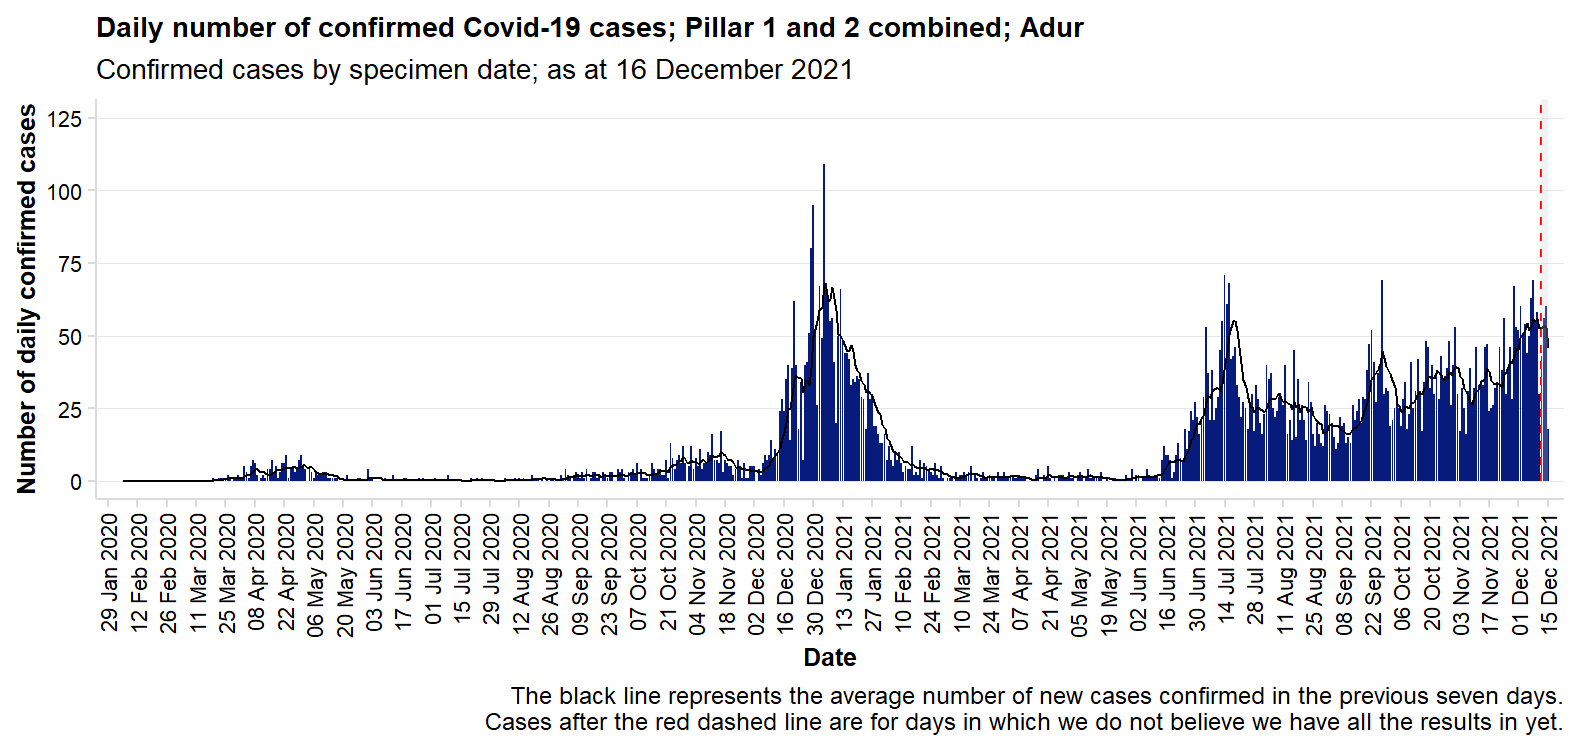 Daily number of confirmed Covid-19 cases; Pillar 1 and 2 combined; Adur
Confirmed cases by specimen date; as at 16 December 2021
Number of daily confirmed cases
125
100
75
50
25
0
29 Jan 2020
12 Feb 2020
26 Feb 2020
11 Mar 2020
25 Mar 2020
08 Apr 2020
22 Apr 2020
06 May 2020
20 May 2020
03 Jun 2020
17 Jun 2020
01 Jul 2020
15 Jul 2020
29 Jul 2020
12 Aug 2020
26 Aug 2020
09 Sep 2020
23 Sep 2020
07 Oct 2020
21 Oct 2020
04 Nov 2020
18 Nov 2020
02 Dec 2020
16 Dec 2020
30 Dec 2020
13 Jan 2021
27 Jan 2021
10 Feb 2021
24 Feb 2021
10 Mar 2021
24 Mar 2021
07 Apr 2021
21 Apr 2021
05 May 2021
19 May 2021
02 Jun 2021
16 Jun 2021
30 Jun 2021
14 Jul 2021
28 Jul 2021
11 Aug 2021
25 Aug 2021
08 Sep 2021
22 Sep 2021
06 Oct 2021
20 Oct 2021
03 Nov 2021
17 Nov 2021
01 Dec 2021
15 Dec 2021
Date
The black line represents the average number of new cases confirmed in the previous seven days.
Cases after the red dashed line are for days in which we do not believe we have all the results in yet.